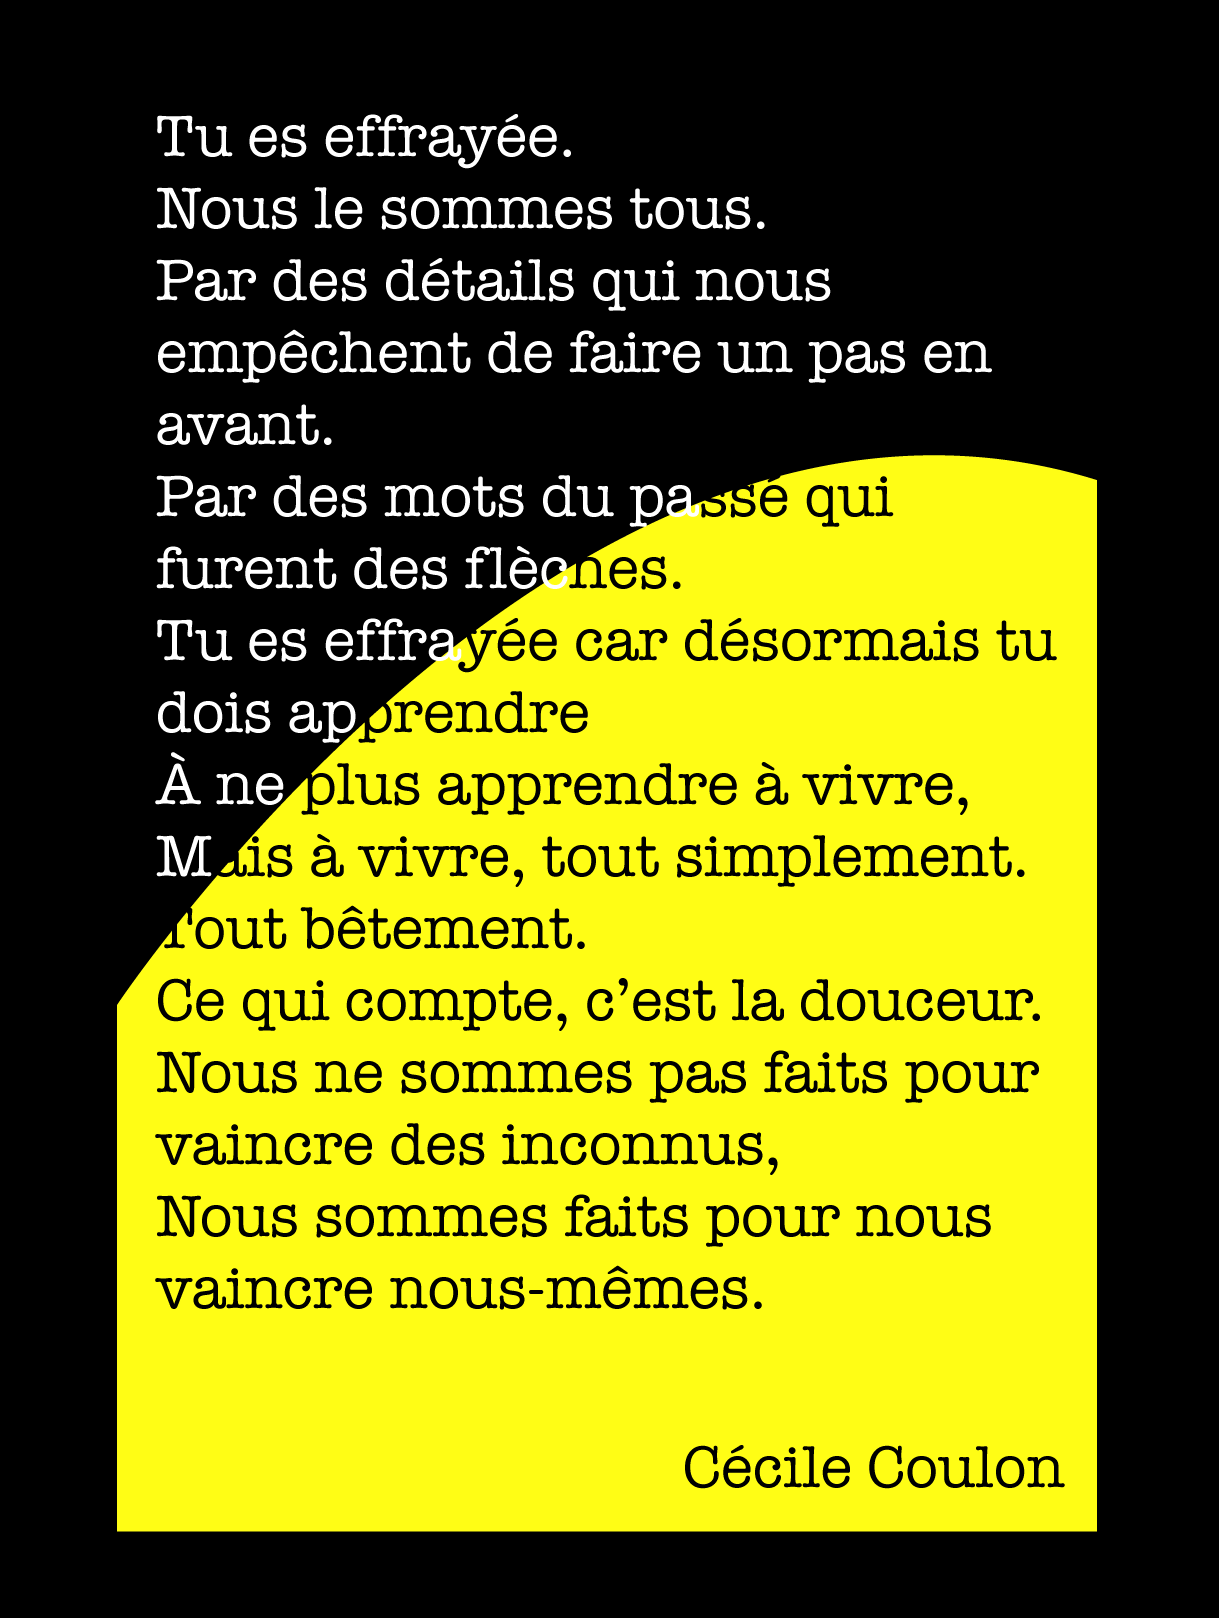 Tu es effrayée.
Nous le sommes tous.
Par des détails qui nous
empêchent de faire un pas en
avant.
Par des mots du passé qui
furent des flèches.
Tu es effrayée car désormais tu
dois apprendre
À ne plus apprendre à vivre,
Mais à vivre, tout simplement.
Tout bêtement.
Ce qui compte, c’est la douceur.
Nous ne sommes pas faits pour
vaincre des inconnus,
Nous sommes faits pour nous
vaincre nous-mêmes.
Cécile Coulon